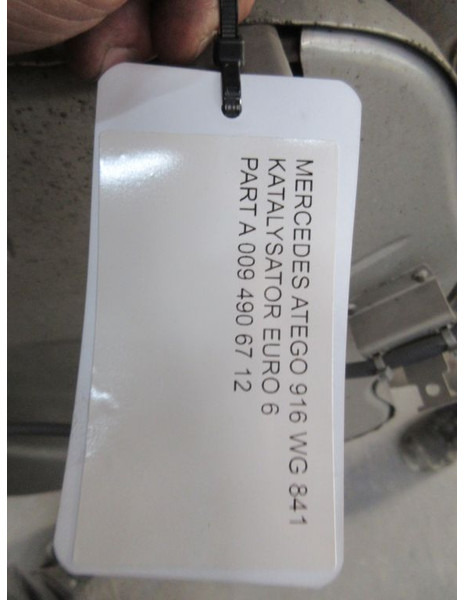 MERCEDES ATEGO 916 WG 841
KATALYSATOR EURO 6
PART A 009 490 67 12